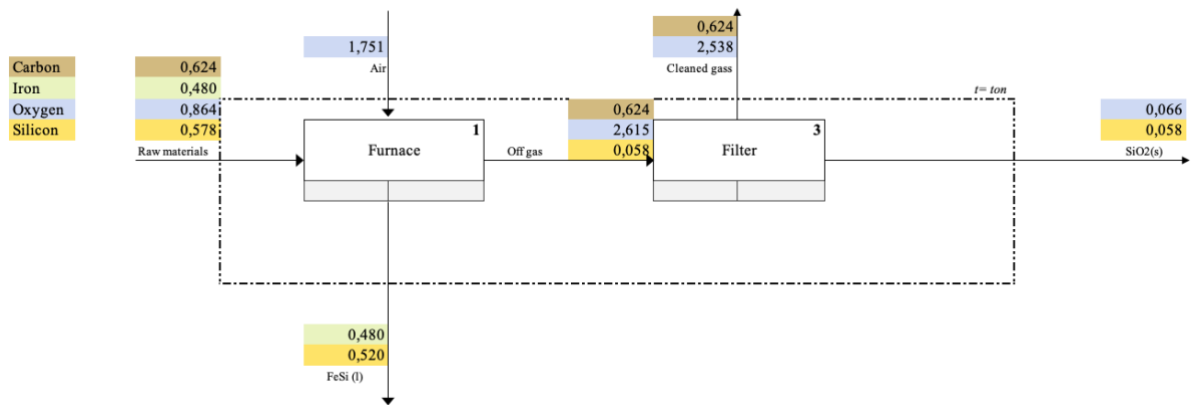 Carbon
Iron
Oxygen
Silicon
0,624
0,480
0,864
0,578
Raw materials
1,751
Air
1
Furnace
Off gas
0,624
2,615
0,058
0,624
2,538
Cleaned gass
3
Filter
t= ton
0,066
0,058
SiO2(s)
0,480
0,520
FeSi (l)